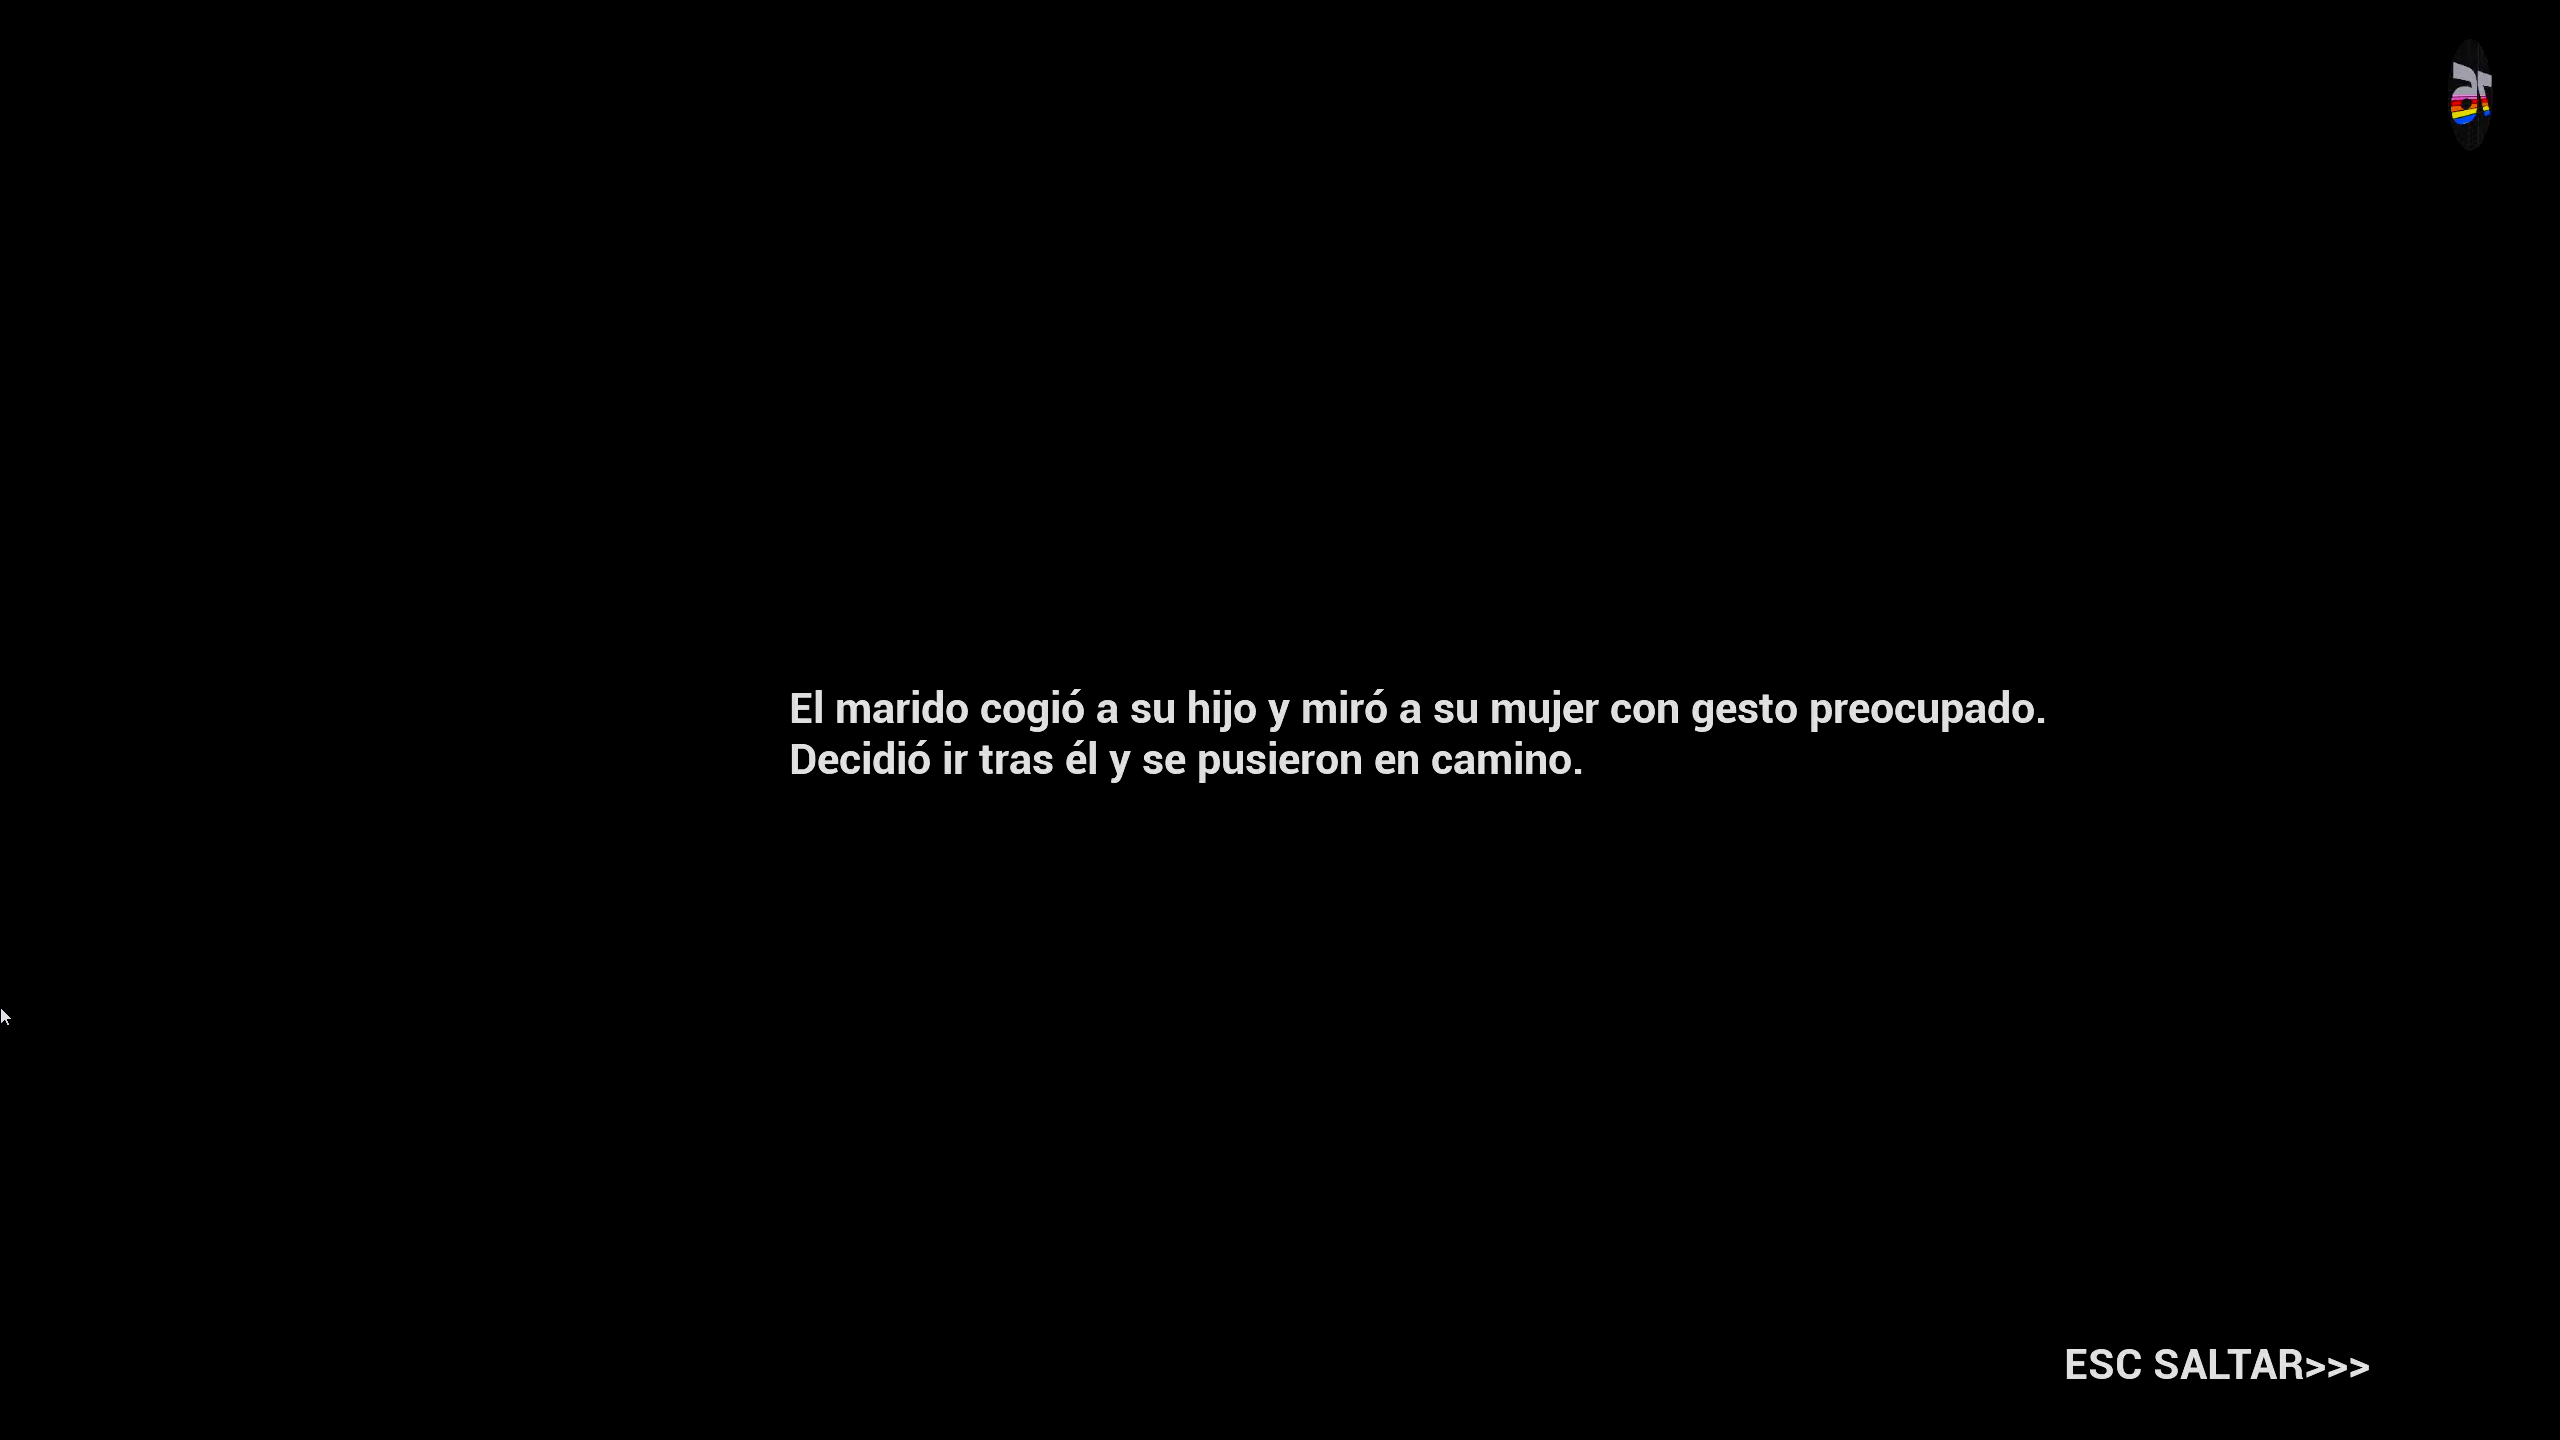 El marido cogió a su hijo y miró a su mujer con gesto preocupado.
Decidió ir tras él y se pusieron en camino.
ESC SALTAR>>>